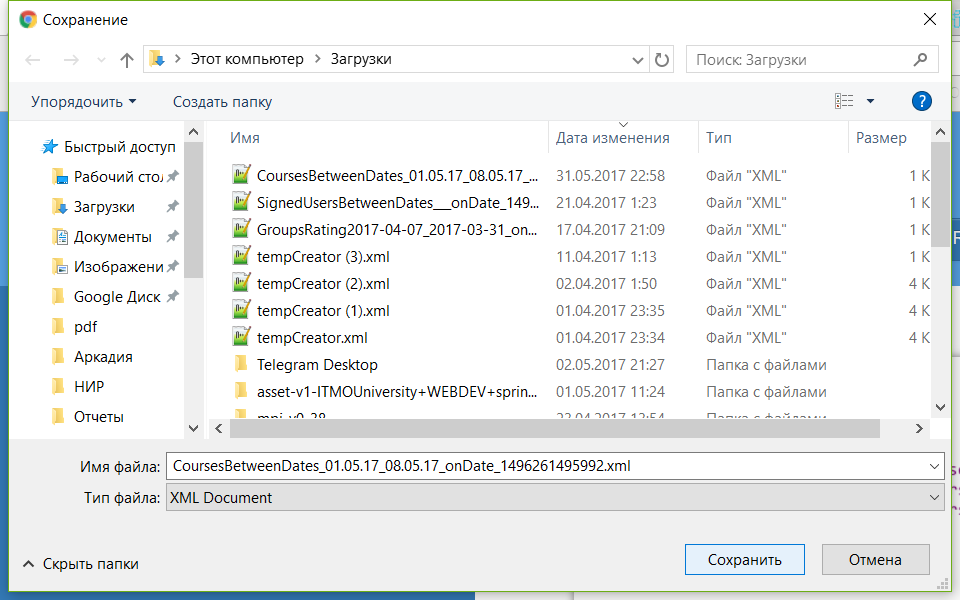 Сохранение
Этот компьютер Загрузки
Поиск: Загрузки
Упорядочить Создать папку
Быстрый доступ
Рабочий стол
Загрузки
Документы
Изображени
Google Диск
pdf
Аркадия
НИР
Отчеты
Имя Дата изменения Тип Размер
CoursesBetweenDates_01.05.17_08.05.17_... 31.05.2017 22:58 Файл "XML" 1 К
SignedUsersBetweenDates__onDate_149... 21.04.2017 1:23 Файл "XML" 1 К
GroupsRating2017-04-07_2017-03-31_on... 17.04.2017 21:09 Файл "XML" 1 К
tempCreator (3).xml 11.04.2017 1:13 Файл "XML" 1 К
tempCreator (2).xml 02.04.2017 1:50 Файл "XML" 4 К
tempCreator (1).xml 01.04.2017 23:35 Файл "XML" 4 К
tempCreator.xml 01.04.2017 23:34 Файл "XML" 4 К
Telegram Desktop 02.05.2017 21:27 Папка с файлами
asset-v1-ITMOUniversity+WEBDEV+sprin... 01.05.2017 11:24 Папка с файлами
Имя файла: CoursesBetweenDates_01.05.17_08.05.17_onDate_1496261495992.xml
Тип файла: XML Document
Скрыть папки
Сохранить Отмена